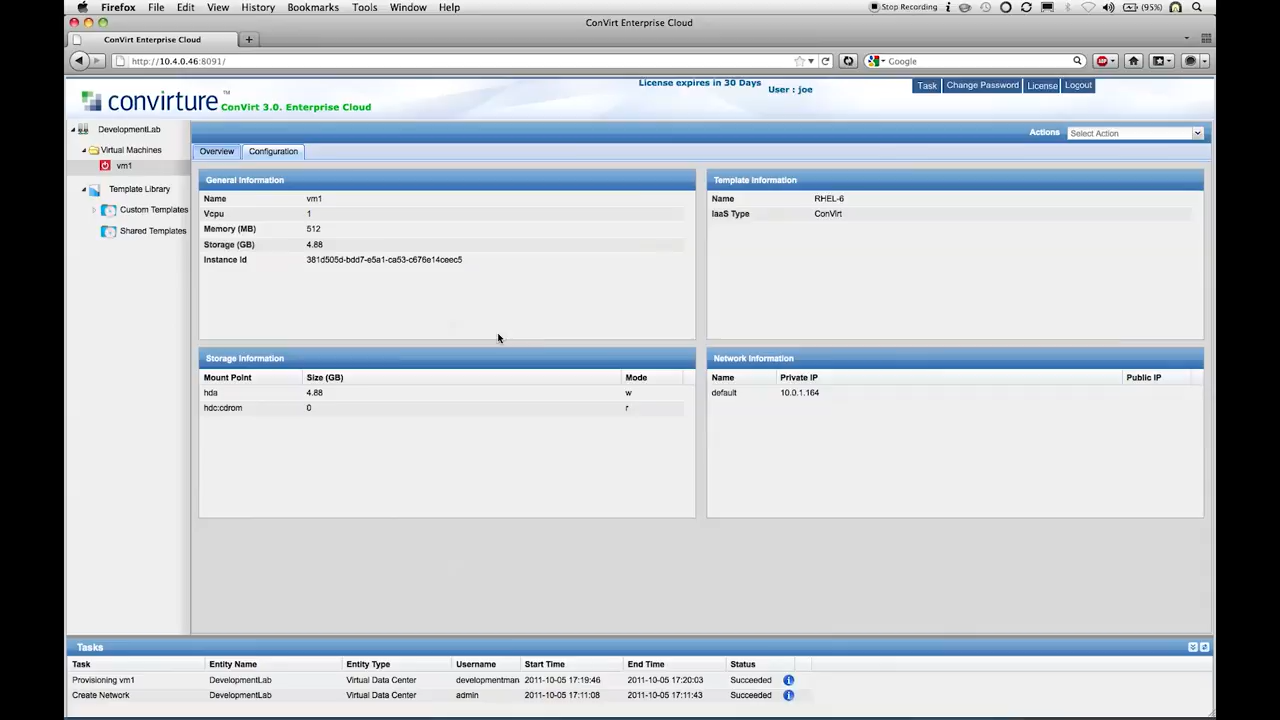 Firefox File Edit View History Bookmarks Tools Window Help Stop Recording (95%)
ConVirt Enterprise Cloud
ConVirt Enterprise Cloud +
http://10.4.0.46:8091/ Google
License expires in 30 Days
User : joe
Task Change Password License Logout
convirture™ ConVirt 3.0. Enterprise Cloud
DevelopmentLab
Virtual Machines
vm1
Template Library
Custom Templates
Shared Templates
Actions Select Action
Overview Configuration
General Information
Name vm1
Vcpu 1
Memory (MB) 512
Storage (GB) 4.88
Instance Id 381d505d-bdd7-e5a1-ca53-c676e14ceec5
Template Information
Name RHEL-6
IaaS Type ConVirt
Storage Information
Mount Point Size (GB) Mode
hda 4.88 w
hdc:cdrom 0 r
Network Information
Name Private IP Public IP
default 10.0.1.164
Tasks
Task Entity Name Entity Type Username Start Time End Time Status
Provisioning vm1 DevelopmentLab Virtual Data Center developmentman 2011-10-05 17:19:46 2011-10-05 17:20:03 Succeeded
Create Network DevelopmentLab Virtual Data Center admin 2011-10-05 17:11:08 2011-10-05 17:11:43 Succeeded